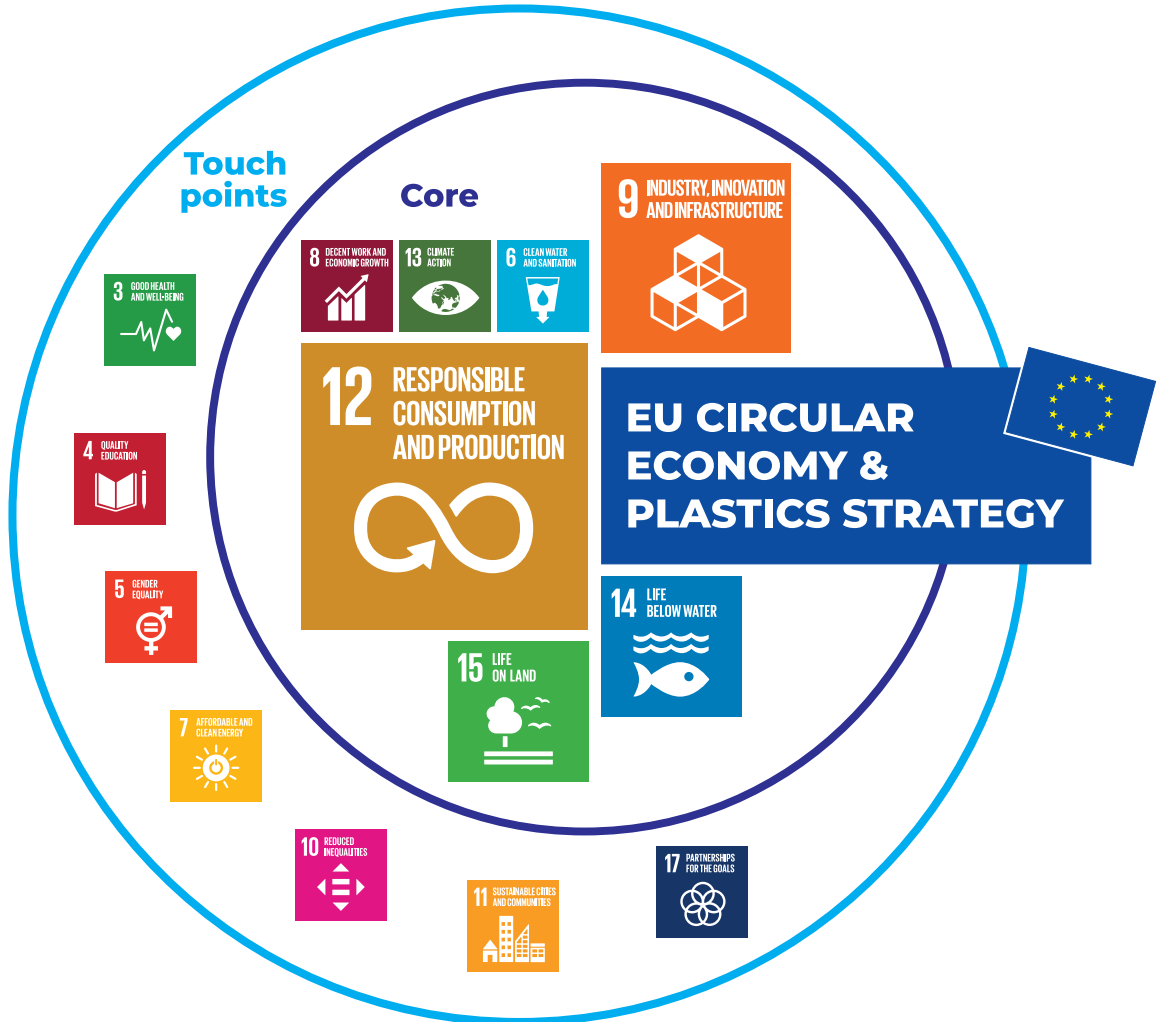 Touch
points
Core
9 INDUSTRY, INNOVATION
AND INFRASTRUCTURE
8 DECENT WORK AND
ECONOMIC GROWTH
13 CLIMATE
ACTION
6 CLEAN WATER
AND SANITATION
3 GOOD HEALTH
AND WELL-BEING
12 RESPONSIBLE
CONSUMPTION
AND PRODUCTION
EU CIRCULAR
ECONOMY &
PLASTICS STRATEGY
4 QUALITY
EDUCATION
5 GENDER
EQUALITY
14 LIFE
BELOW WATER
15 LIFE
ON LAND
7 AFFORDABLE AND
CLEAN ENERGY
10 REDUCED
INEQUALITIES
11 SUSTAINABLE CITIES
AND COMMUNITIES
17 PARTNERSHIPS
FOR THE GOALS